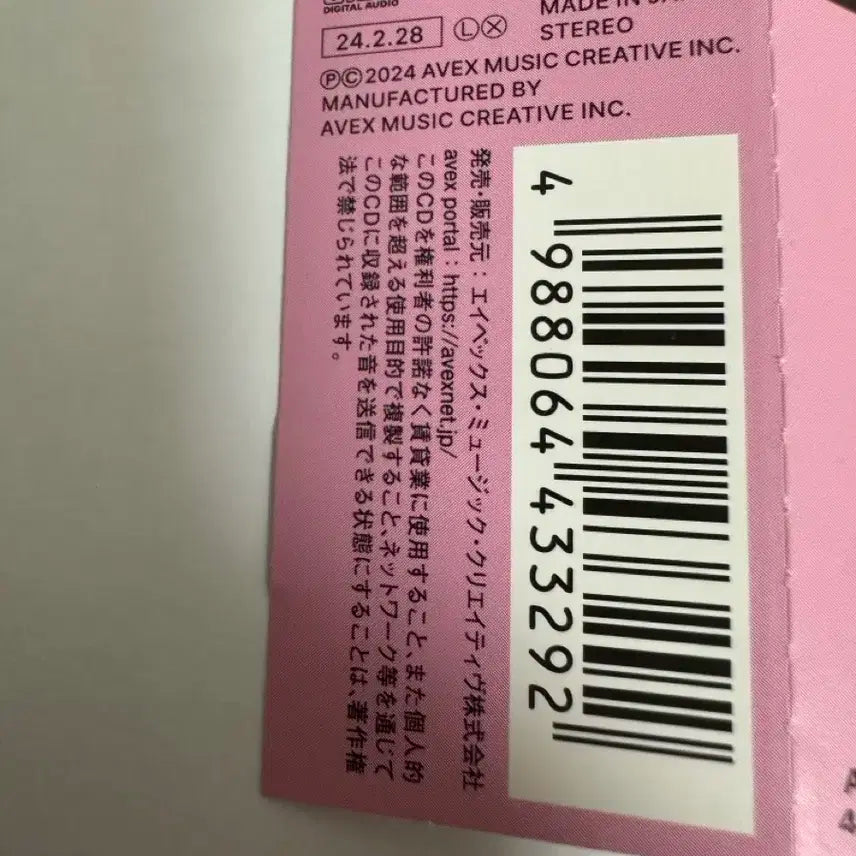 DIGITAL AUDIO
24.2.28 Ⓛ Ⓧ
MADE IN
STEREO
ⓅⒸ2024 AVEX MUSIC CREATIVE INC.
MANUFACTURED BY
AVEX MUSIC CREATIVE INC.
発売・販売元：エイベックス・ミュージック・クリエイティヴ株式会社
avex portal : https://avexnet.jp/
このCDを権利者の許諾なく賃貸業に使用すること、また個人的
な範囲を超える使用目的で複製すること、ネットワーク等を通じて
このCDに収録された音を送信できる状態にすることは、著作権
法で禁じられています。
4 988064 433292